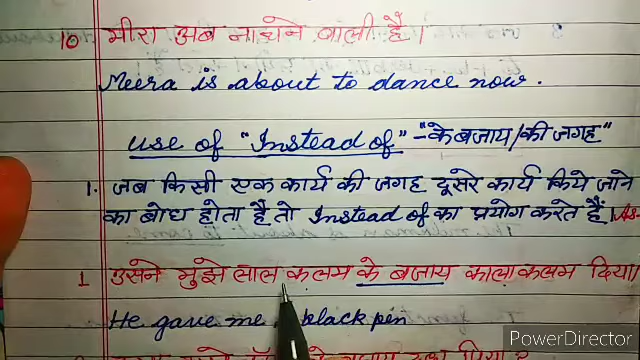 10 मीरा अब नाचने वाली है।
Meera is about to dance now.
use of "Instead of" - "के बजाय/की जगह"
1. जब किसी एक कार्य की जगह दूसरे कार्य किये जाने
का बोध होता है, तो Instead of का प्रयोग करते हैं। As-
1 उसने मुझे लाल कलम के बजाय काला कलम दिया।
He gave me black pen
PowerDirector